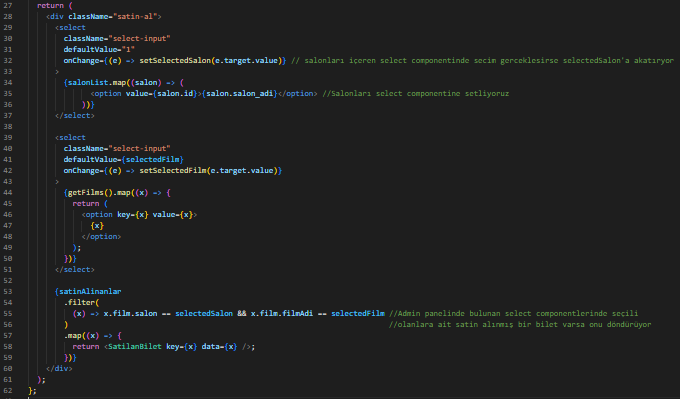 27 return (
28 <div className="satin-al">
29 <select
30 className="select-input"
31 defaultValue="1"
32 onChange={(e) => setSelectedSalon(e.target.value)} // salonları içeren select componentinde secim gerceklesirse selectedSalon'a akatırıyor
33 >
34 {salonList.map((salon) => (
35 <option value={salon.id}>{salon.salon_adi}</option> //Salonları select componentine setliyoruz
36 ))}
37 </select>
38
39 <select
40 className="select-input"
41 defaultValue={selectedFilm}
42 onChange={(e) => setSelectedFilm(e.target.value)}
43 >
44 {getFilms().map((x) => {
45 return (
46 <option key={x} value={x}>
47 {x}
48 </option>
49 );
50 })}
51 </select>
52
53 {satinAlinanlar
54 .filter(
55 (x) => x.film.salon == selectedSalon && x.film.filmAdi == selectedFilm //Admin panelinde bulunan select componentlerinde seçili
56 ) //olanlara ait satin alınmış bir bilet varsa onu döndürüyor
57 .map((x) => {
58 return <SatilanBilet key={x} data={x} />;
59 })}
60 </div>
61 );
62 };